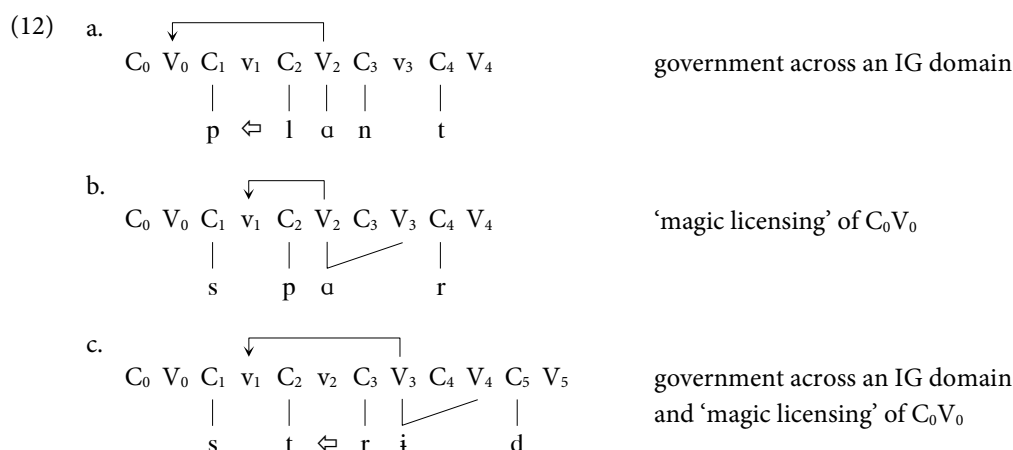 (12) a.
C₀ V₀ C₁ v₁ C₂ V₂ C₃ v₃ C₄ V₄ government across an IG domain
p ⇦ l ɑ n t
b.
C₀ V₀ C₁ v₁ C₂ V₂ C₃ V₃ C₄ V₄ ‘magic licensing’ of C₀V₀
s p ɑ r
c.
C₀ V₀ C₁ v₁ C₂ v₂ C₃ V₃ C₄ V₄ C₅ V₅ government across an IG domain
and ‘magic licensing’ of C₀V₀
s t ⇦ r ɨ d